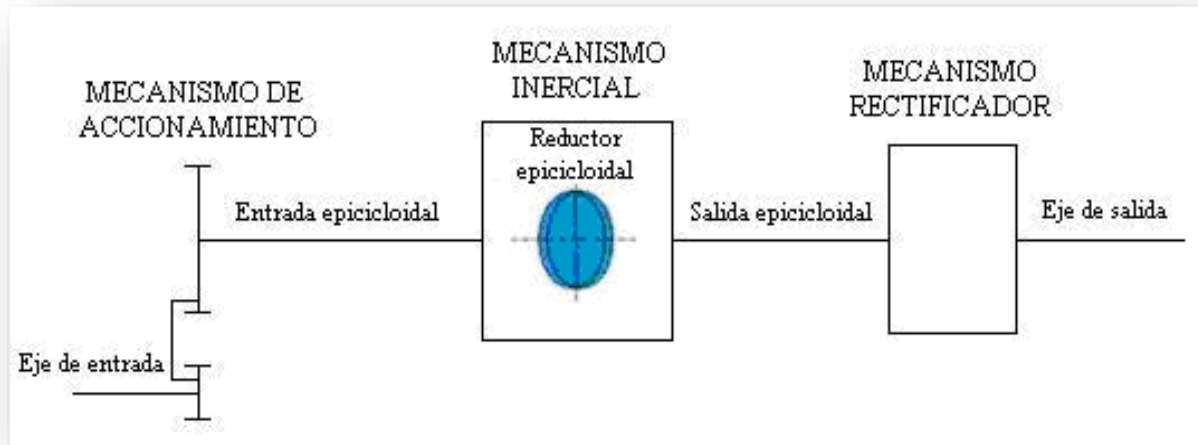 MECANISMO DE
ACCIONAMIENTO
MECANISMO
INERCIAL
MECANISMO
RECTIFICADOR
Reductor
epicicloidal
Entrada epicicloidal
Salida epicicloidal
Eje de salida
Eje de entrada